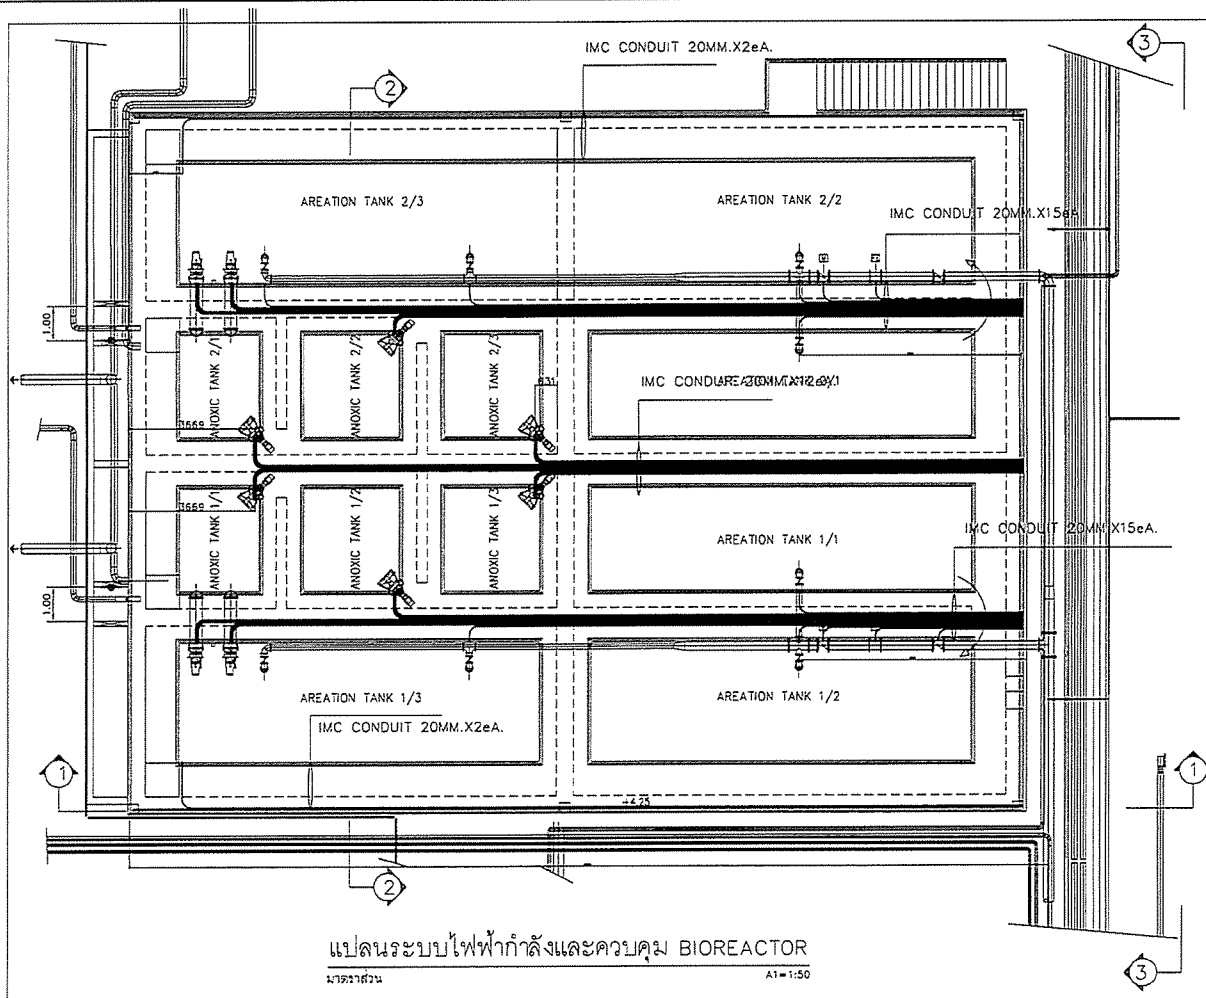 3
IMC CONDUIT 20MM.X2eA.
2
AREATION TANK 2/3
AREATION TANK 2/2
IMC CONDUIT 20MM.X15eA
1.00
ANOXIC TANK 2/1
ANOXIC TANK 2/2
ANOXIC TANK 2/3
631
IMC CONDUIT
3669
ANOXIC TANK 1/1
ANOXIC TANK 1/2
ANOXIC TANK 1/3
3669
IMC CONDUIT 20MM.X15eA.
AREATION TANK 1/1
1.00
AREATION TANK 1/3
AREATION TANK 1/2
IMC CONDUIT 20MM.X2eA.
1
1
+4.25
2
แปลนระบบไฟฟ้ากำลังและควบคุม BIOREACTOR
มาตราส่วน
A1=1:50
3